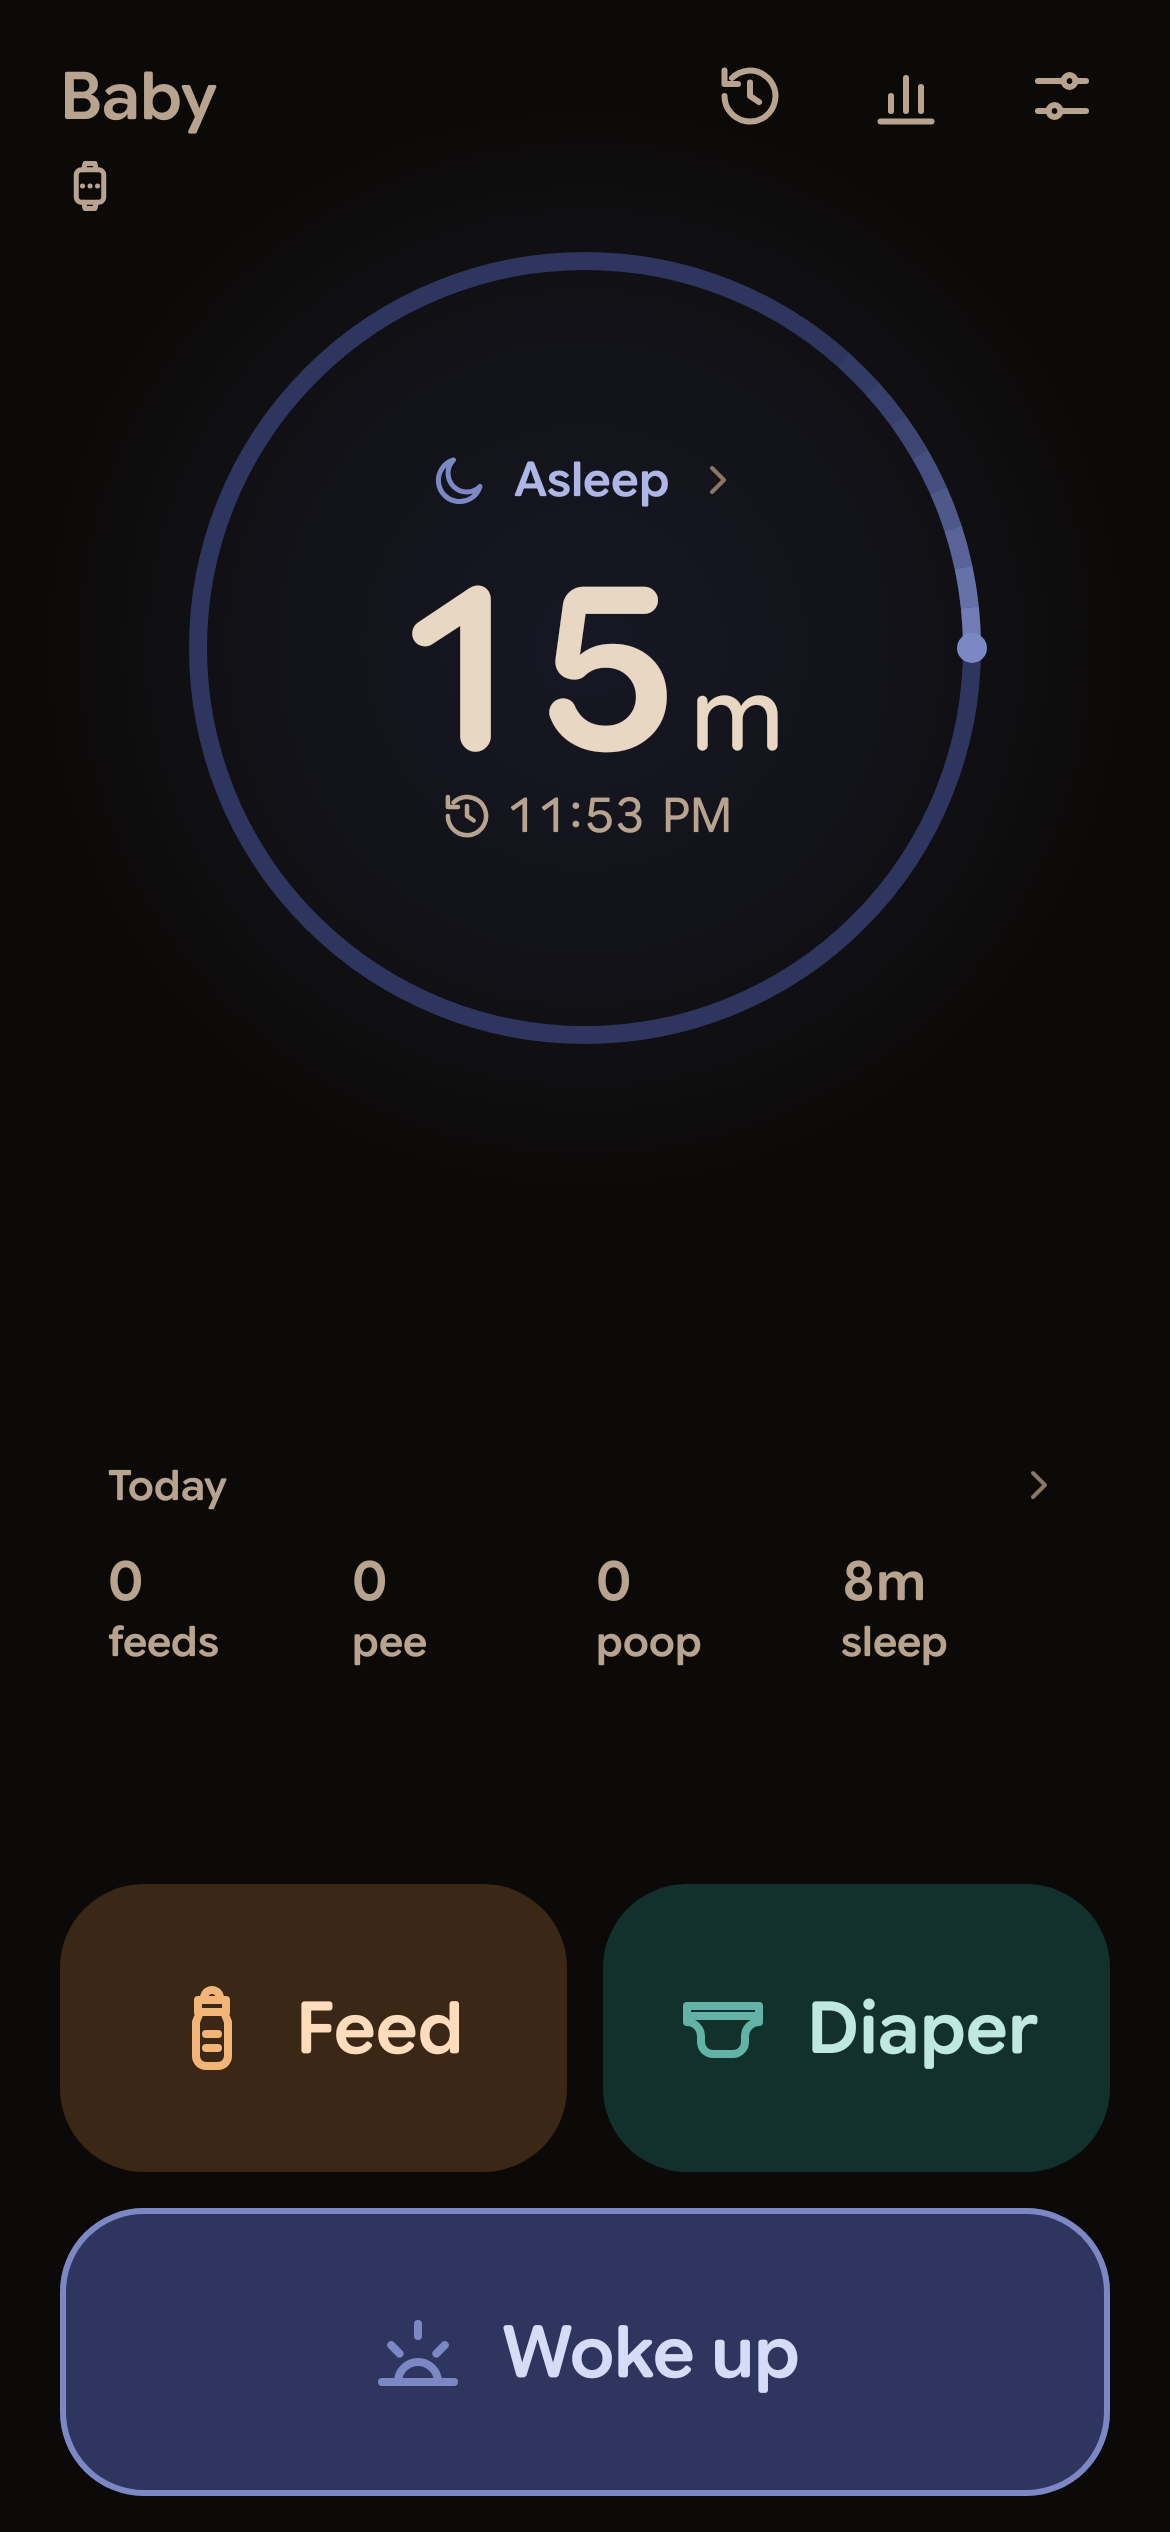 Baby
Asleep
15m
11:53 PM
Today
0 0 0 8m
feeds pee poop sleep
Feed
Diaper
Woke up